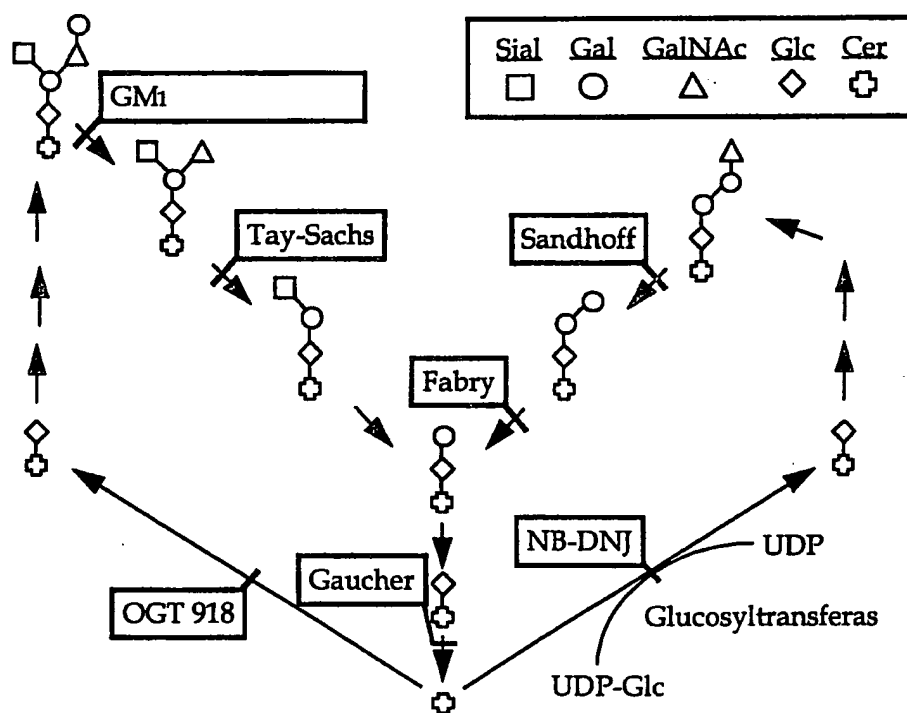 Sial Gal GalNAc Glc Cer
GM1
Tay-Sachs
Sandhoff
Fabry
NB-DNJ
UDP
Gaucher
OGT 918
Glucosyltransferas
UDP-Glc